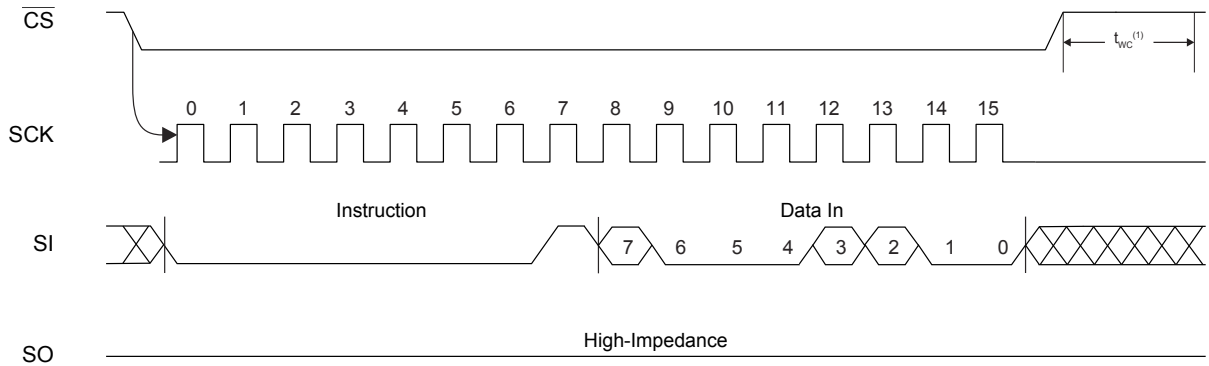 CS
t_WC(1)
0 1 2 3 4 5 6 7 8 9 10 11 12 13 14 15
SCK
Instruction Data In
SI 7 6 5 4 3 2 1 0
High-Impedance
SO